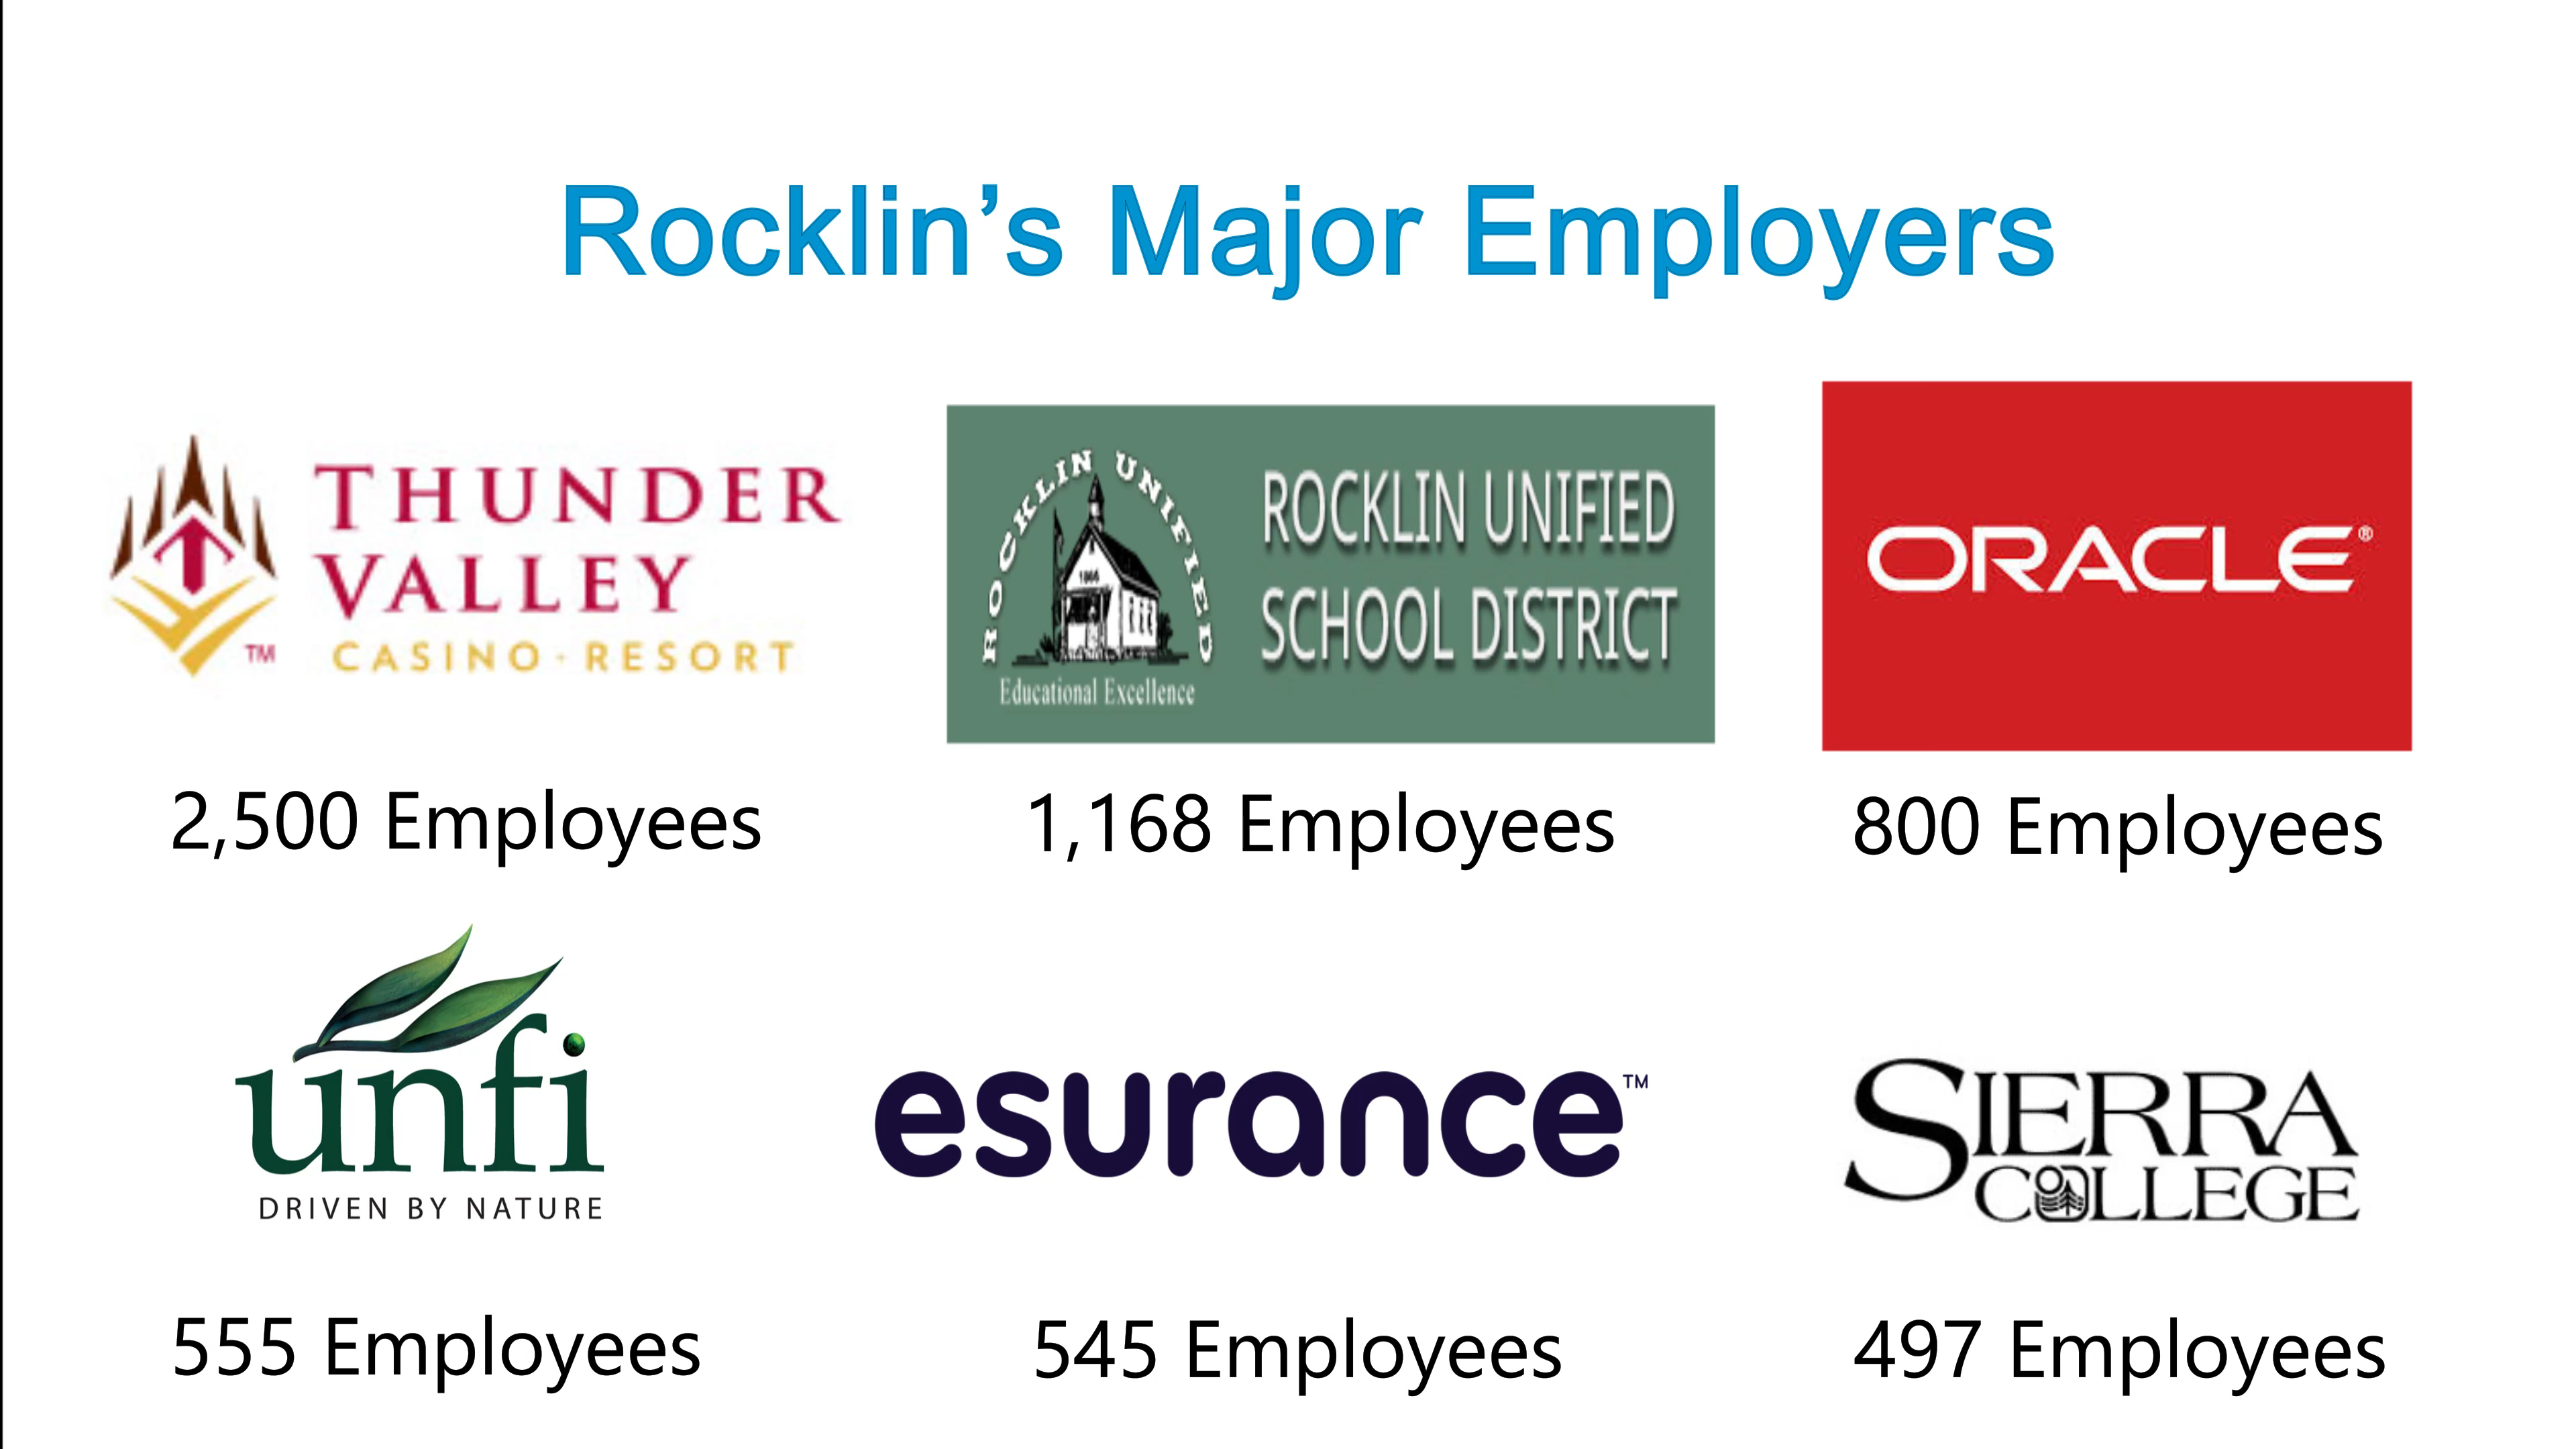 Rocklin’s Major Employers
THUNDER
VALLEY
CASINO · RESORT
TM
ROCKLIN UNIFIED
1866
Educational Excellence
ROCKLIN UNIFIED
SCHOOL DISTRICT
ORACLE®
2,500 Employees
1,168 Employees
800 Employees
unfi
DRIVEN BY NATURE
esurance™
SIERRA
COLLEGE
555 Employees
545 Employees
497 Employees